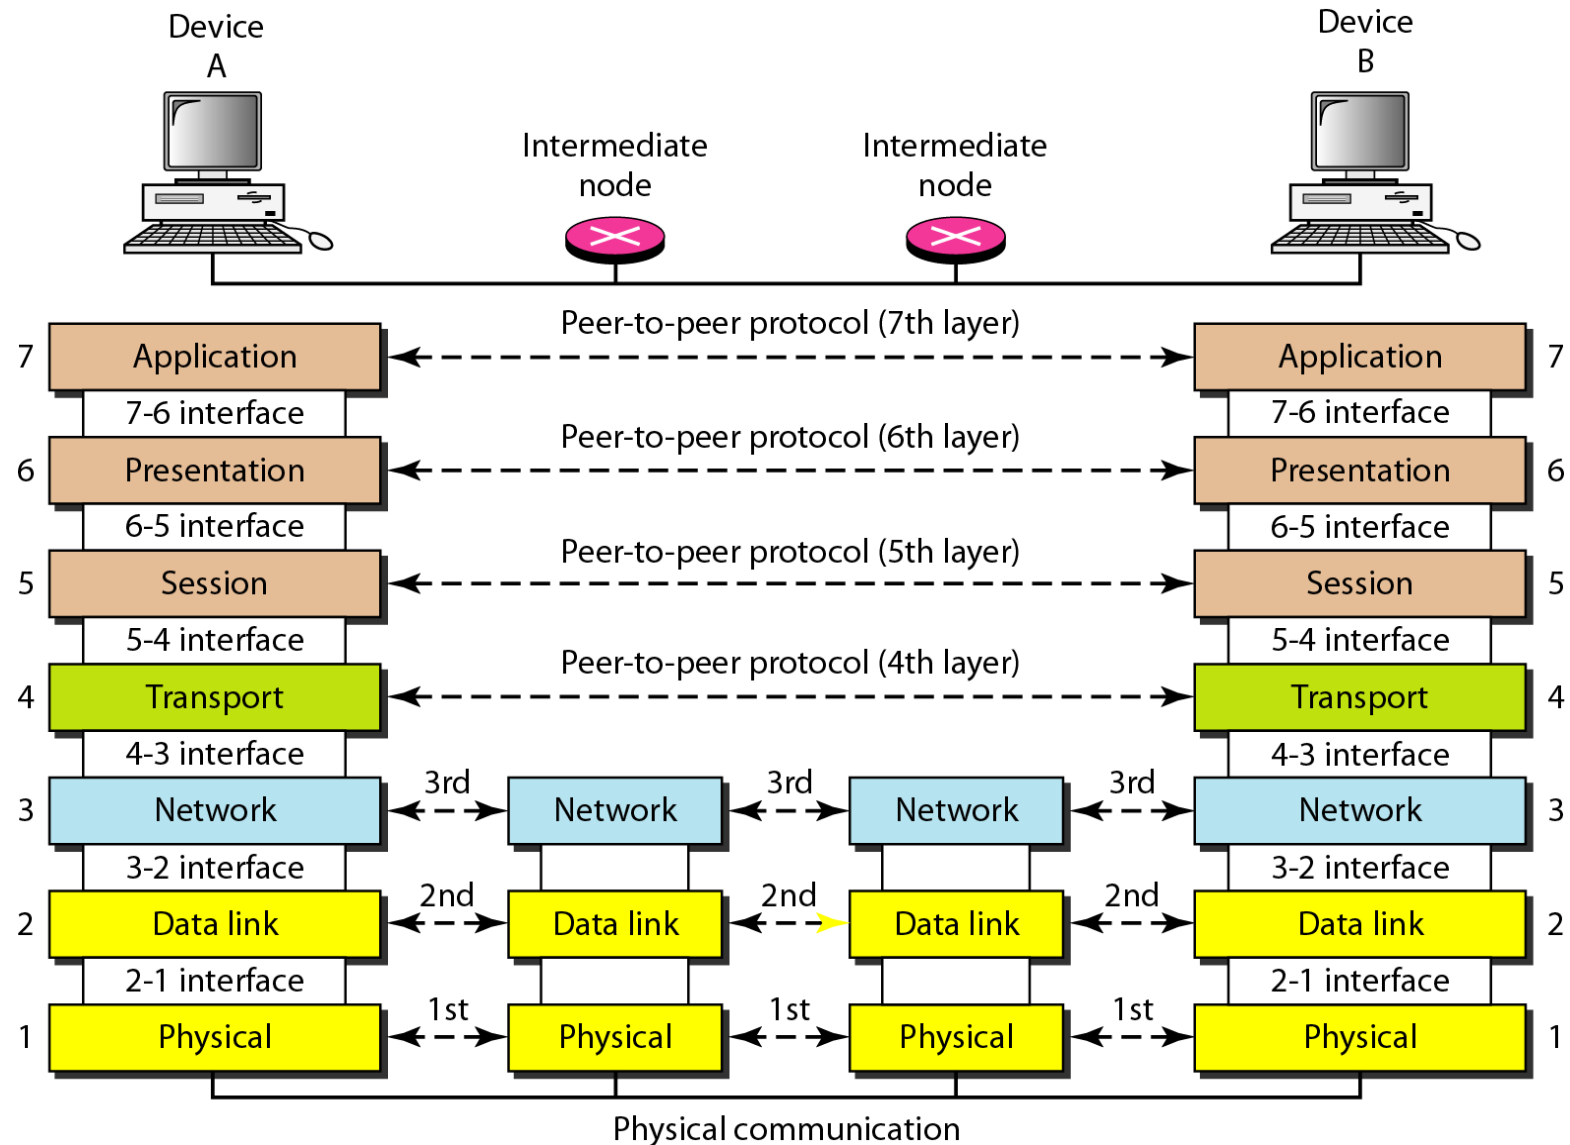 Device
A
Device
B
Intermediate
node
Intermediate
node
Peer-to-peer protocol (7th layer)
7 Application Application 7
7-6 interface 7-6 interface
Peer-to-peer protocol (6th layer)
6 Presentation Presentation 6
6-5 interface 6-5 interface
Peer-to-peer protocol (5th layer)
5 Session Session 5
5-4 interface 5-4 interface
Peer-to-peer protocol (4th layer)
4 Transport Transport 4
4-3 interface 4-3 interface
3rd 3rd 3rd
3 Network Network Network Network 3
3-2 interface 3-2 interface
2nd 2nd 2nd
2 Data link Data link Data link Data link 2
2-1 interface 2-1 interface
1st 1st 1st
1 Physical Physical Physical Physical 1
Physical communication